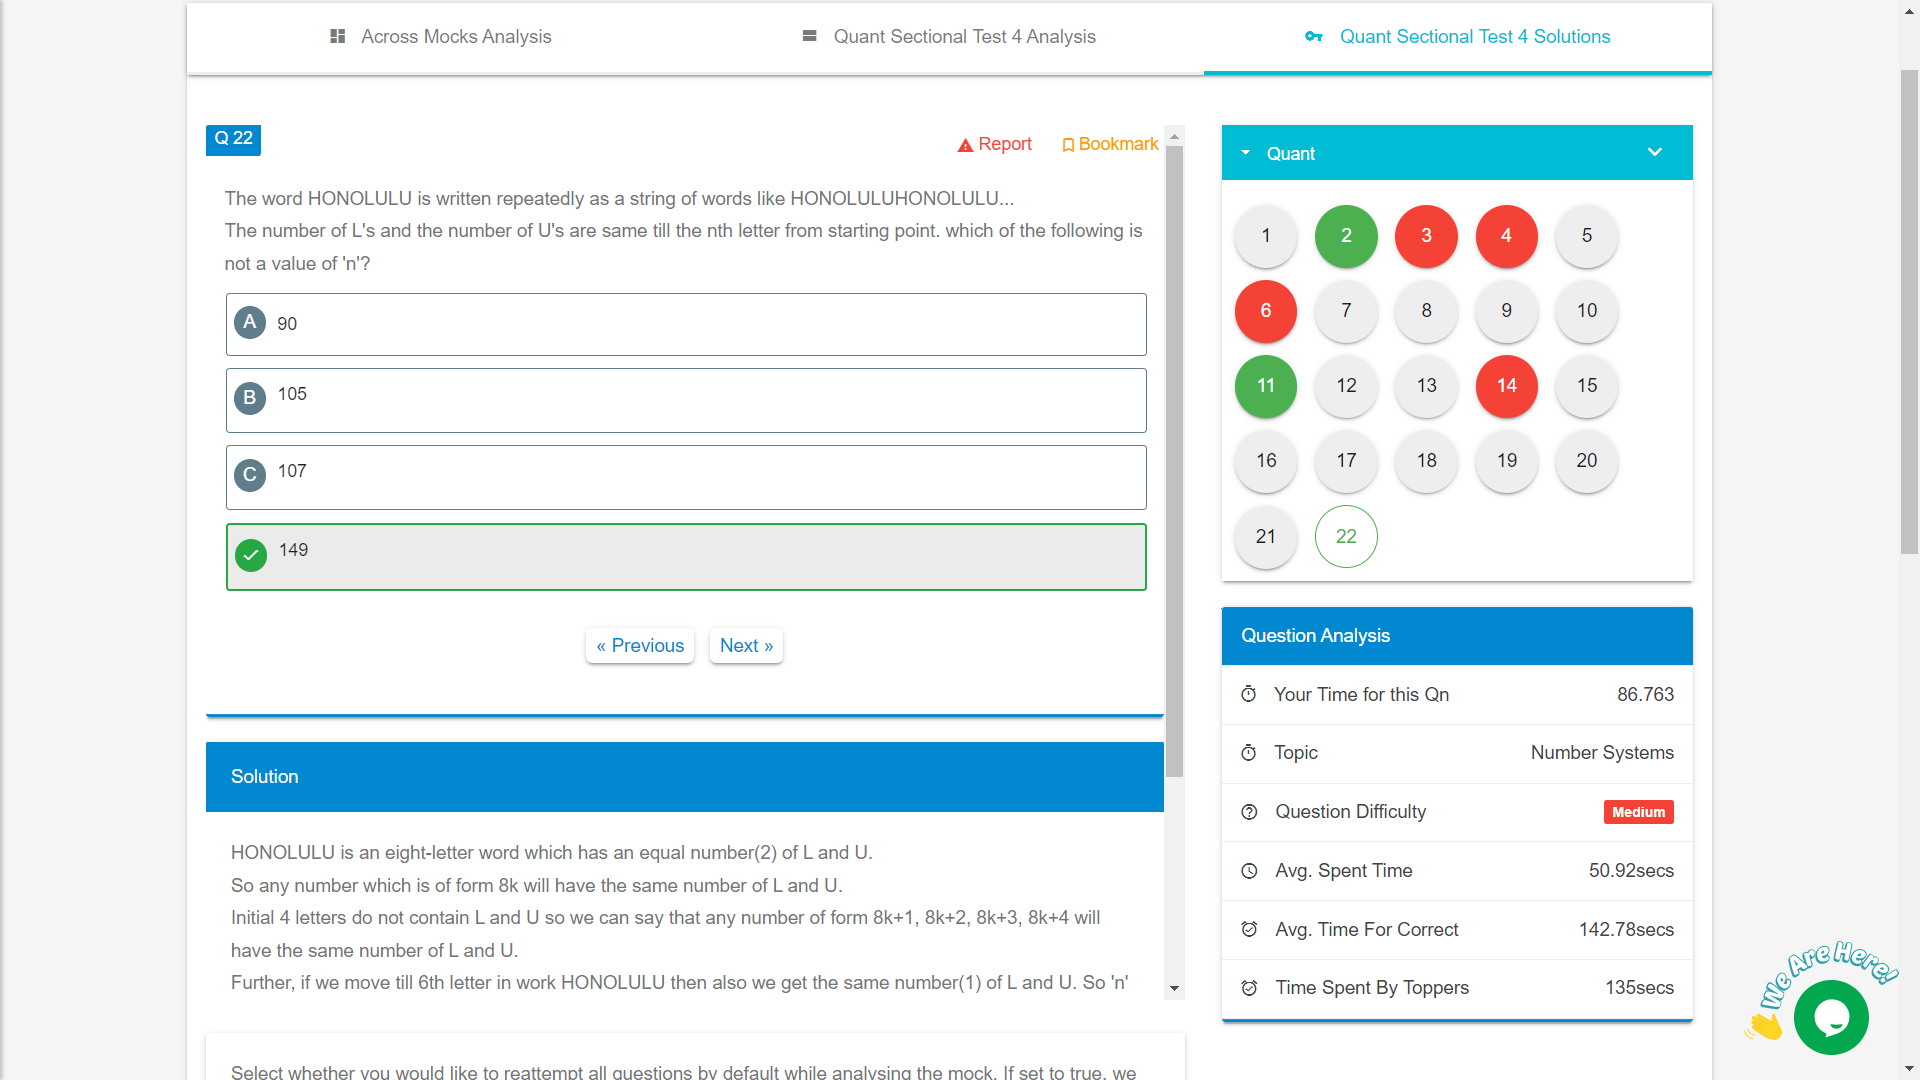 Across Mocks Analysis
Quant Sectional Test 4 Analysis
Quant Sectional Test 4 Solutions
Q 22
Report
Bookmark
The word HONOLULU is written repeatedly as a string of words like HONOLULUHONOLULU...
The number of L's and the number of U's are same till the nth letter from starting point. which of the following is
not a value of 'n'?
A 90
B 105
C 107
149
« Previous
Next »
Solution
HONOLULU is an eight-letter word which has an equal number(2) of L and U.
So any number which is of form 8k will have the same number of L and U.
Initial 4 letters do not contain L and U so we can say that any number of form 8k+1, 8k+2, 8k+3, 8k+4 will
have the same number of L and U.
Further, if we move till 6th letter in work HONOLULU then also we get the same number(1) of L and U. So 'n'
Select whether you would like to reattempt all questions by default while analysing the mock. If set to true, we
Quant
1 2 3 4 5
6 7 8 9 10
11 12 13 14 15
16 17 18 19 20
21 22
Question Analysis
Your Time for this Qn 86.763
Topic Number Systems
Question Difficulty Medium
Avg. Spent Time 50.92secs
Avg. Time For Correct 142.78secs
Time Spent By Toppers 135secs
We Are Here!